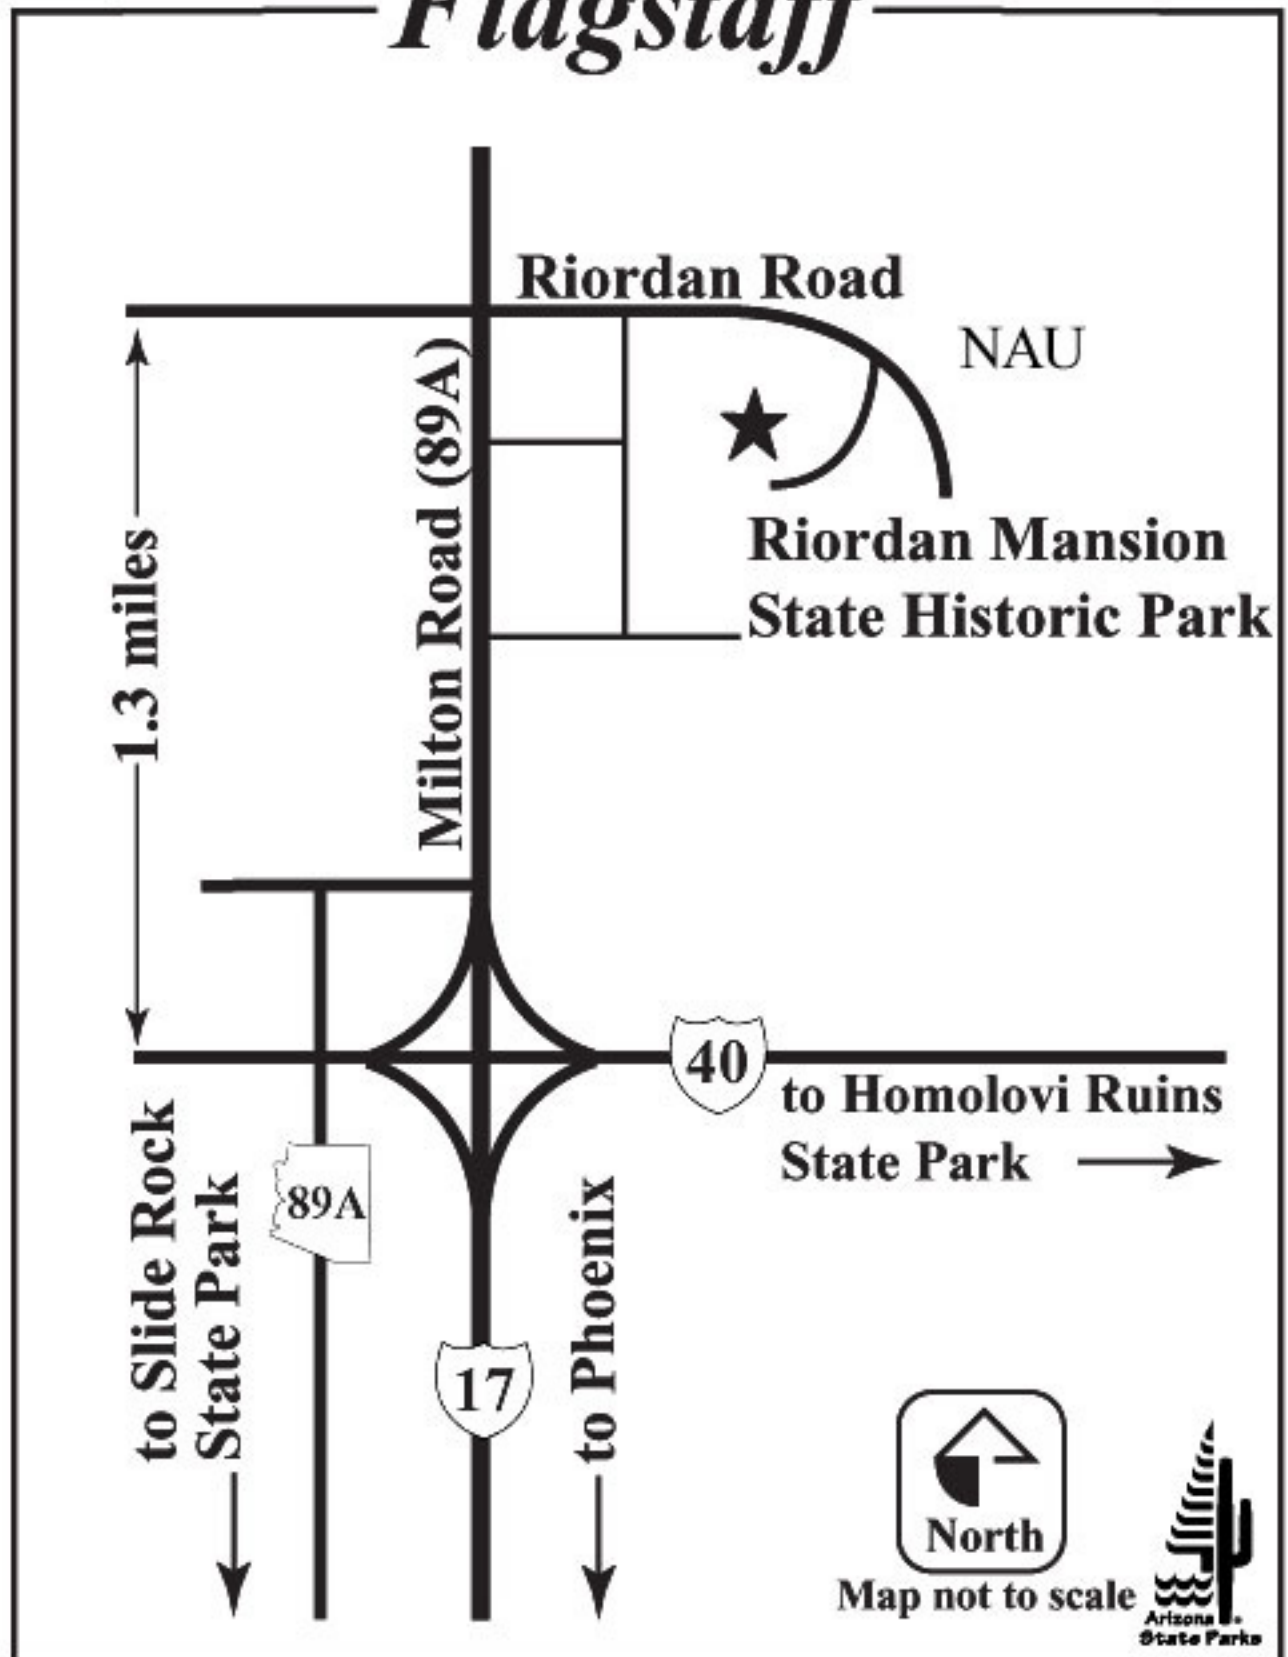 Flagstaff
Riordan Road
NAU
Milton Road (89A)
1.3 miles
Riordan Mansion
State Historic Park
40
to Homolovi Ruins
State Park
to Slide Rock
State Park
89A
17
to Phoenix
North
Map not to scale
Arizona
State Parks